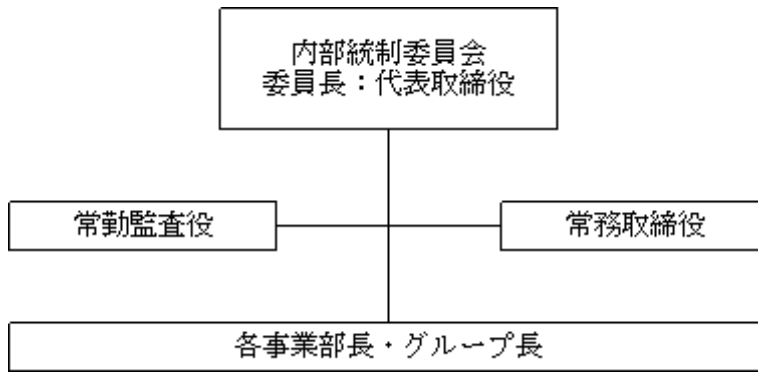 内部統制委員会
委員長：代表取締役
常勤監査役
常務取締役
各事業部長・グループ長